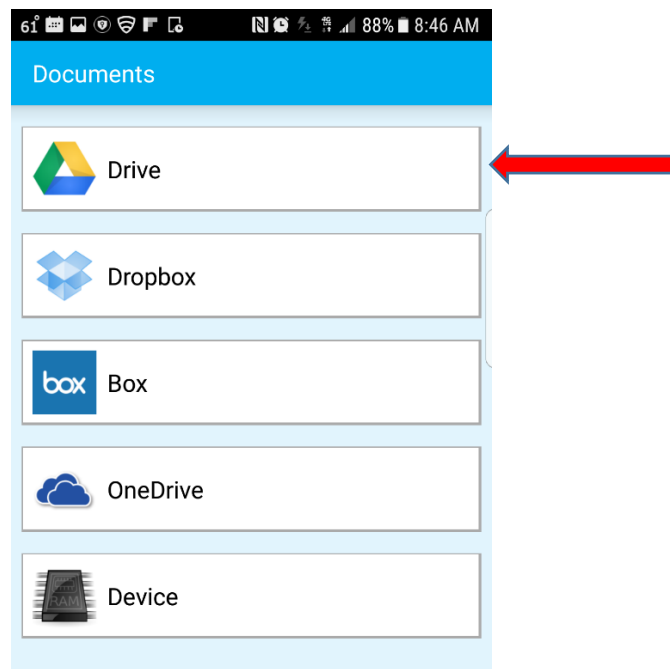 61° 88% 8:46 AM
Documents
Drive
Dropbox
box Box
OneDrive
RAM Device